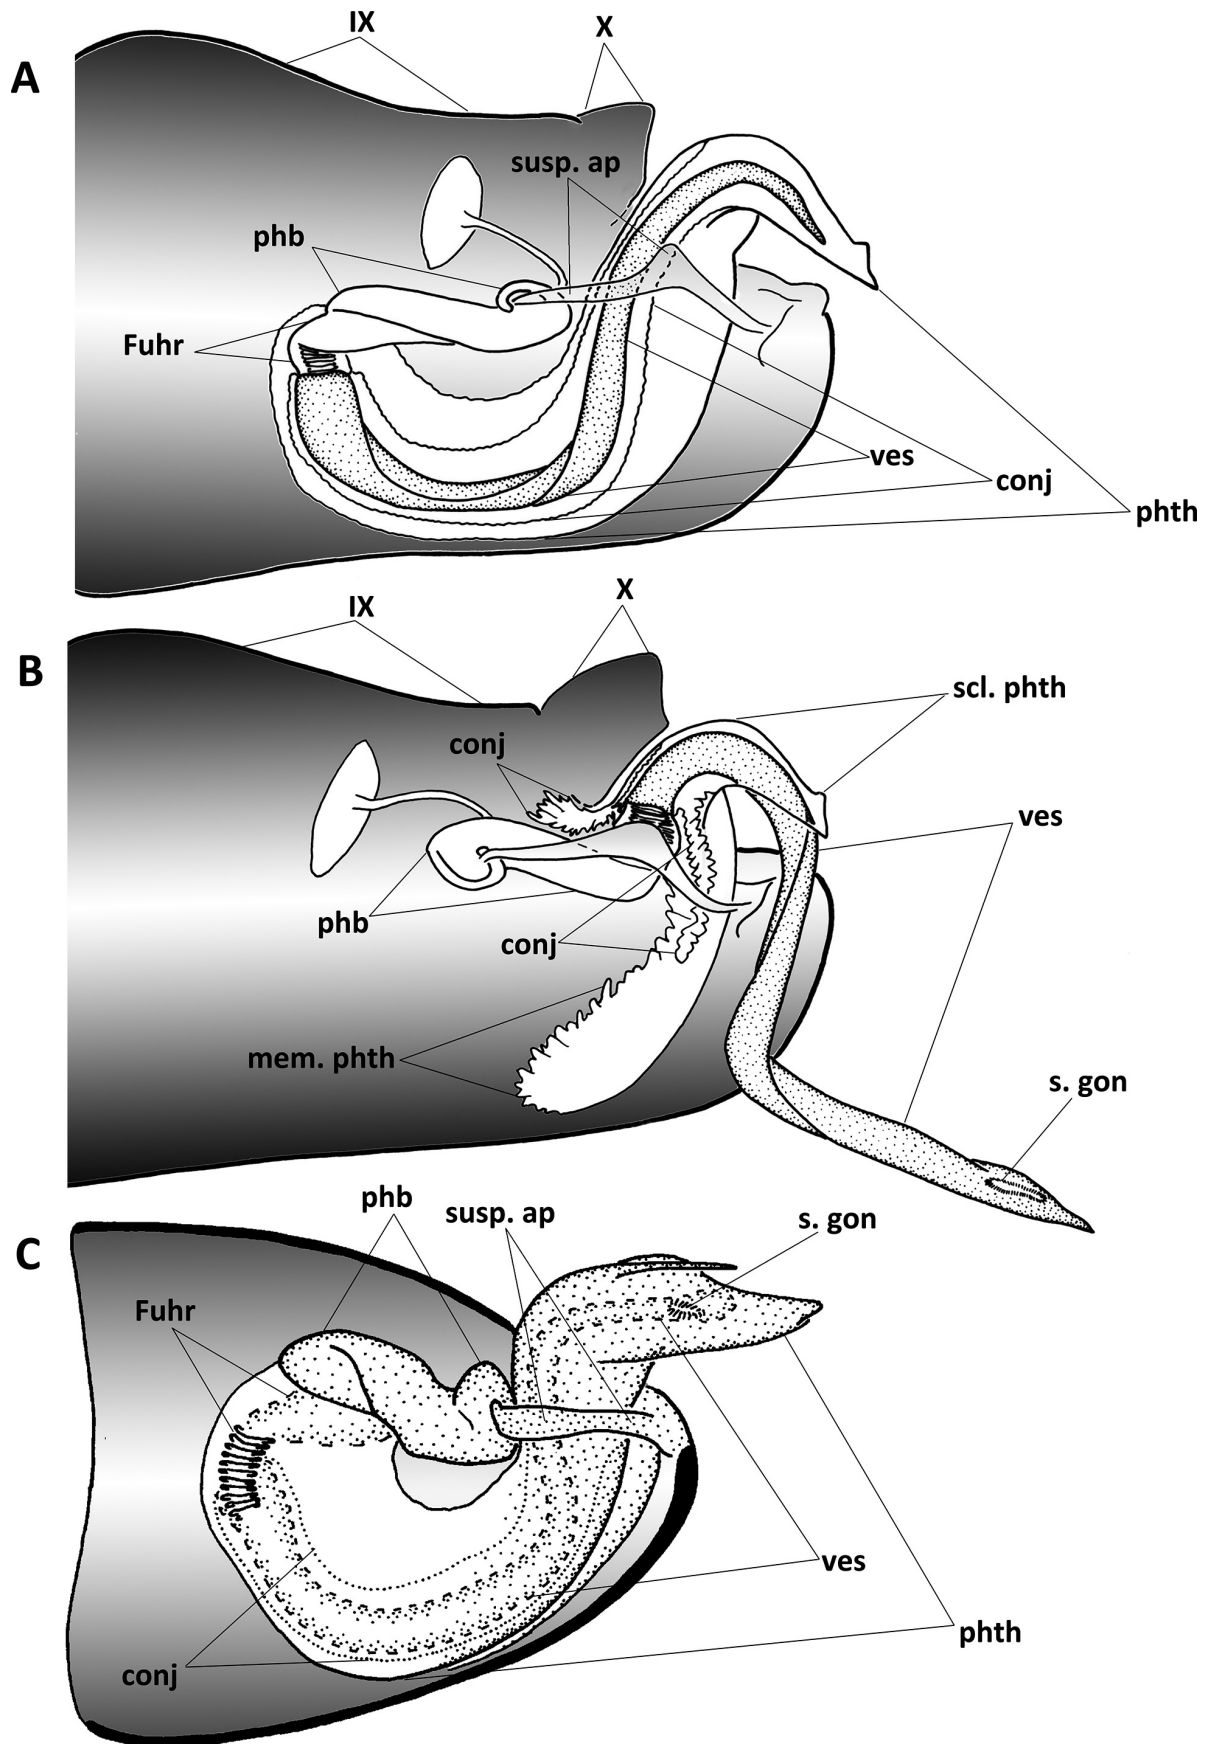 A
IX
X
susp. ap
phb
Fuhr
ves
conj
phth
B
IX
X
scl. phth
conj
ves
phb
conj
mem. phth
s. gon
C
phb
susp. ap
s. gon
Fuhr
ves
phth
conj